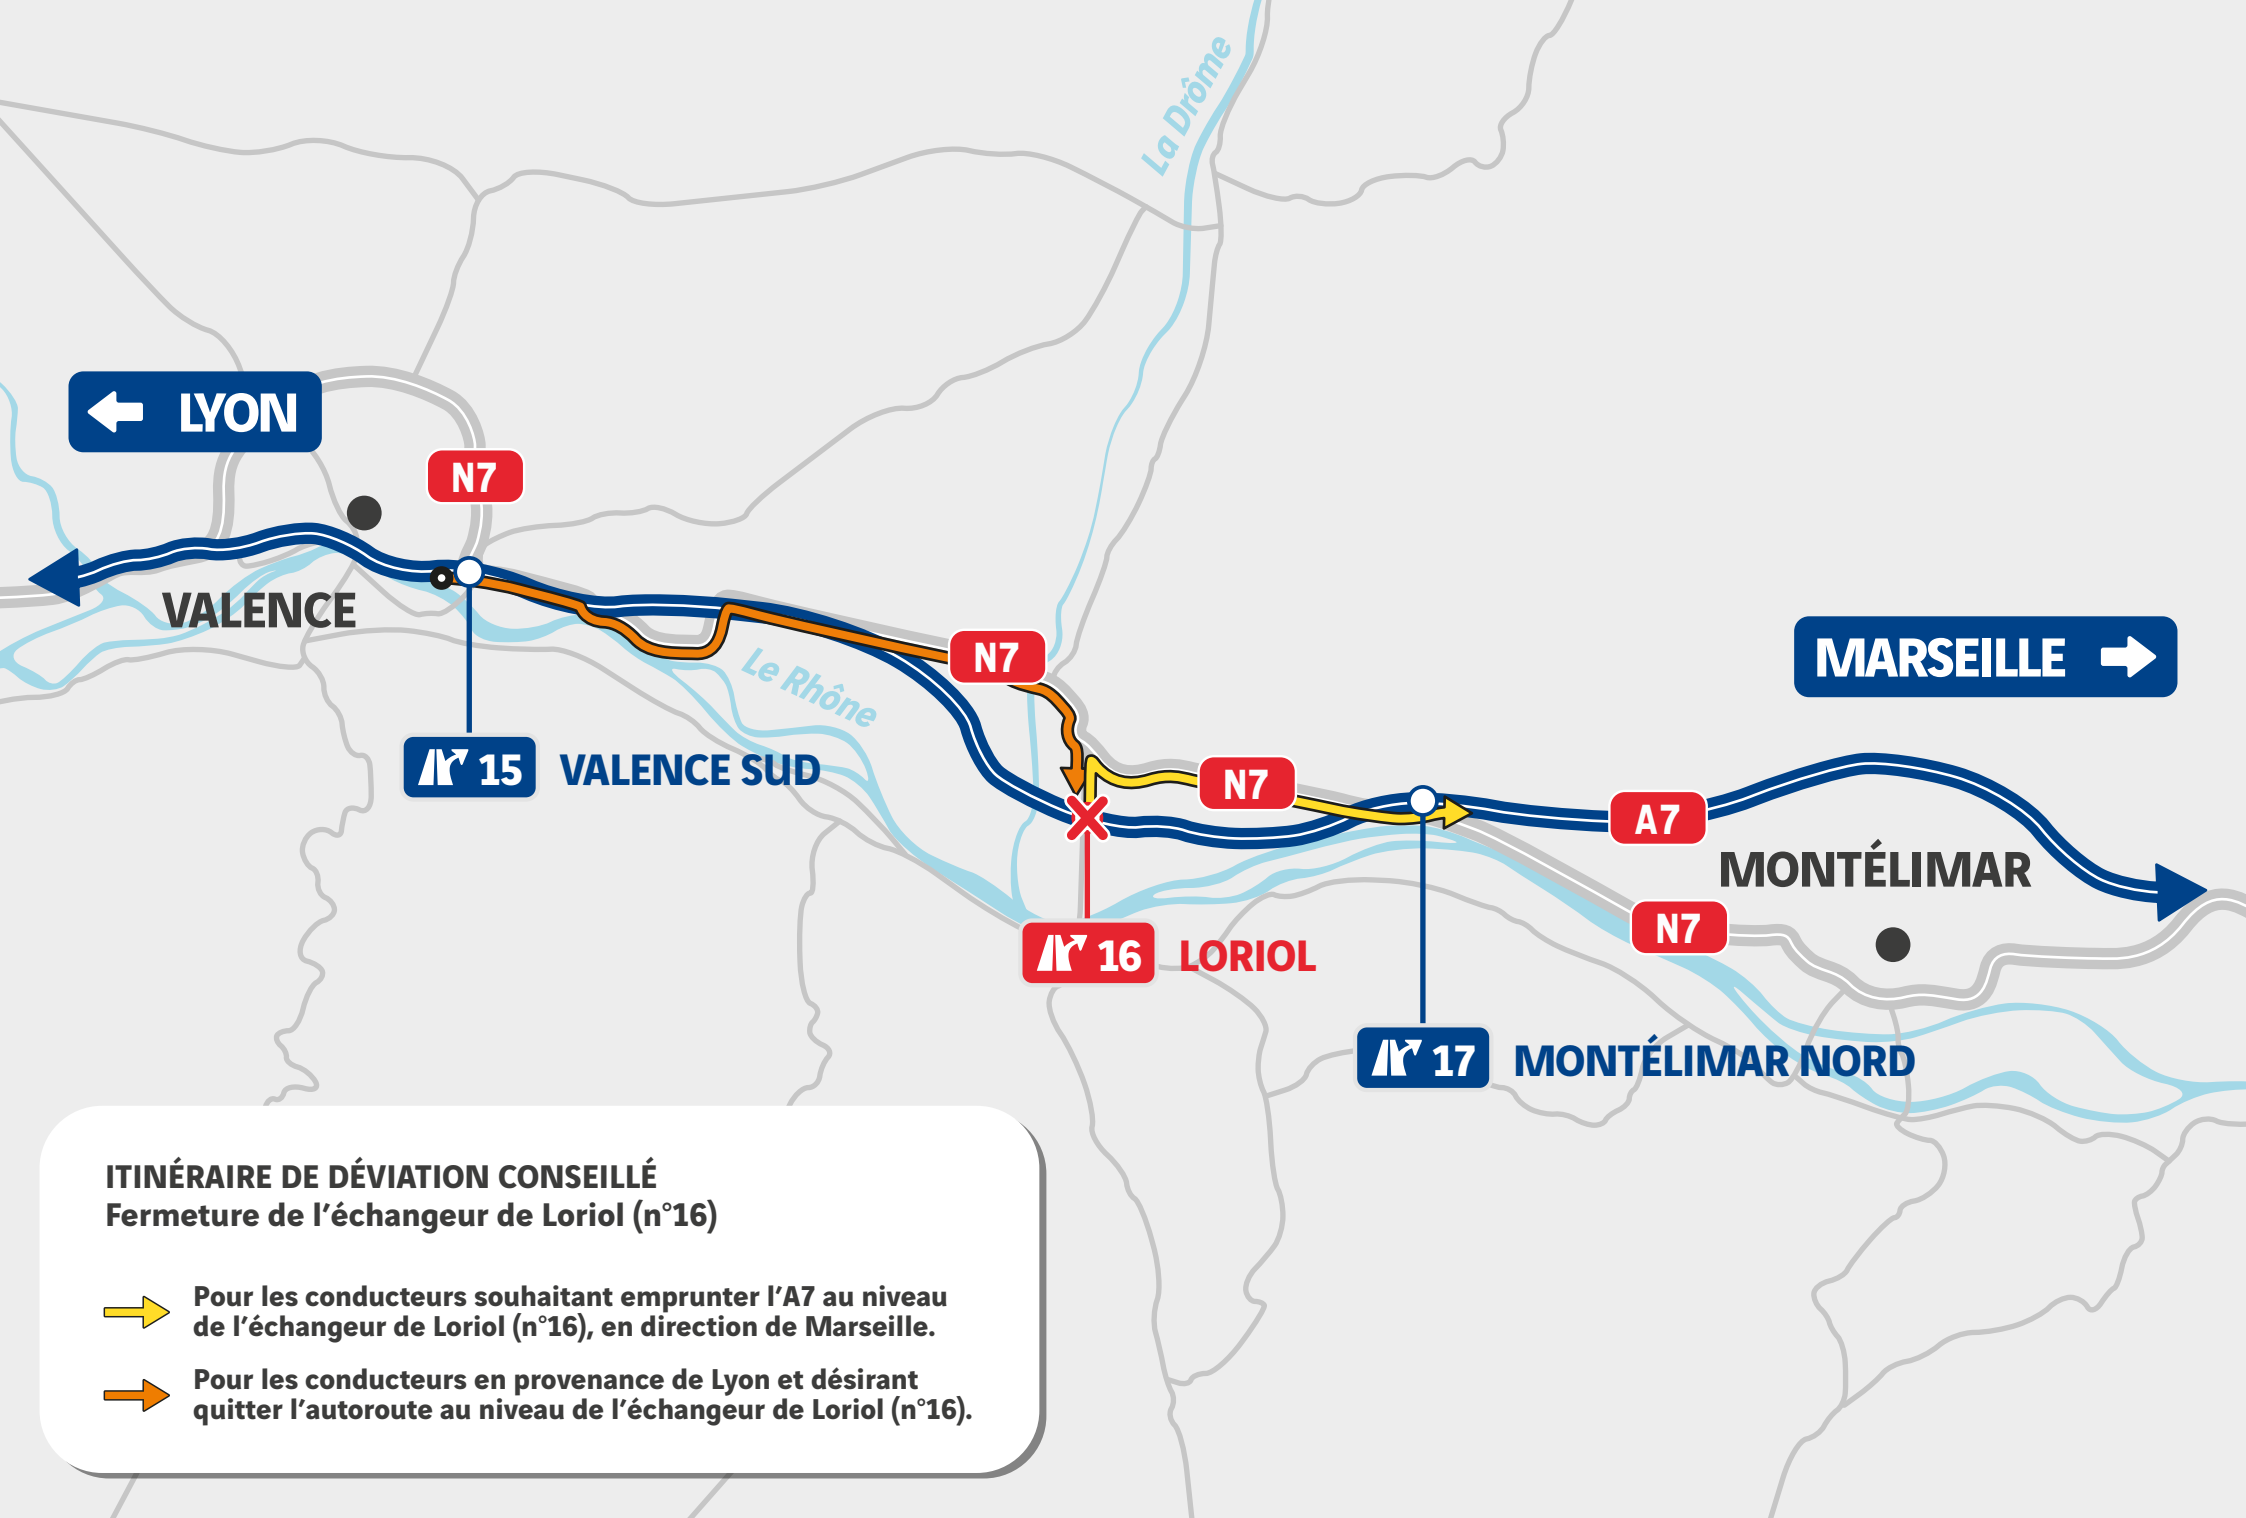 La Drôme
LYON
N7
VALENCE
N7
Le Rhône
MARSEILLE
15 VALENCE SUD
N7
A7
MONTÉLIMAR
N7
16 LORIOL
17 MONTÉLIMAR NORD
ITINÉRAIRE DE DÉVIATION CONSEILLÉ
Fermeture de l'échangeur de Loriol (n°16)
Pour les conducteurs souhaitant emprunter l'A7 au niveau
de l'échangeur de Loriol (n°16), en direction de Marseille.
Pour les conducteurs en provenance de Lyon et désirant
quitter l'autoroute au niveau de l'échangeur de Loriol (n°16).